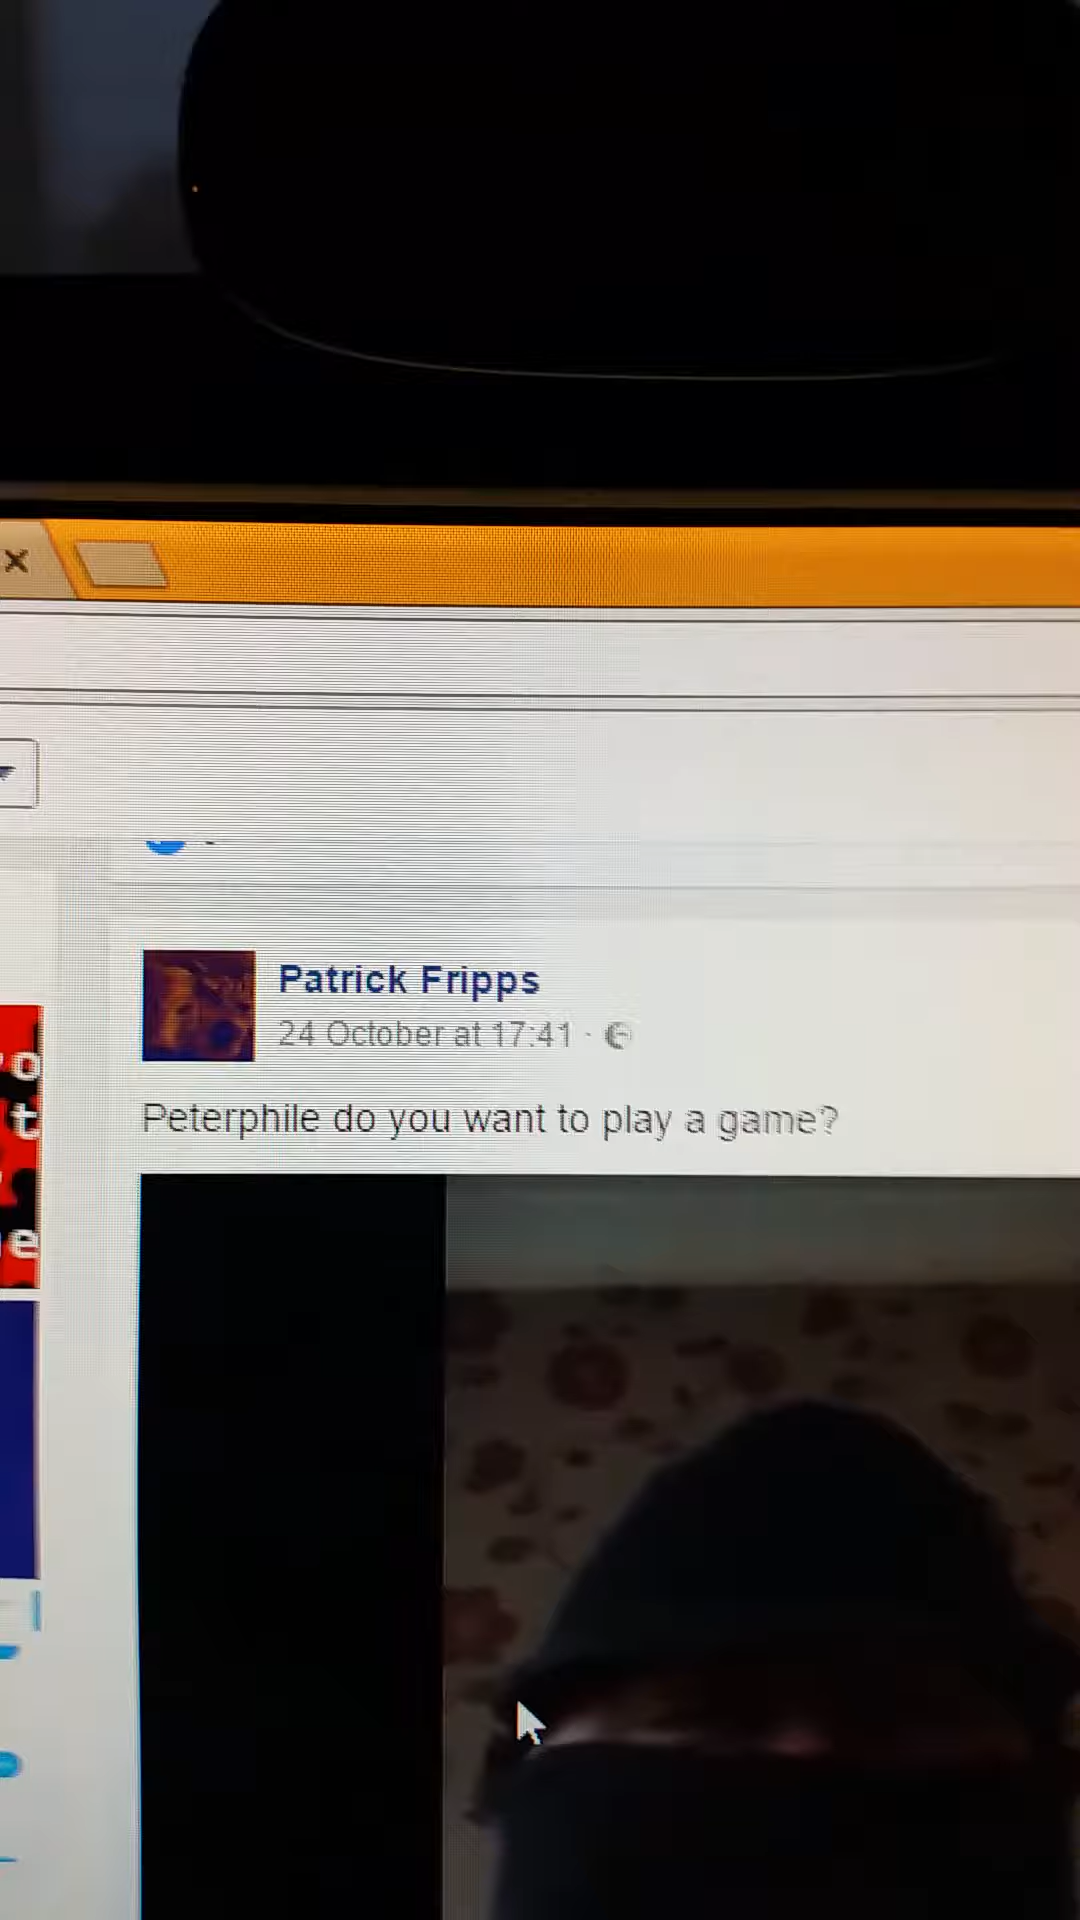 o
t
e
Patrick Fripps
24 October at 17:41 ·
Peterphile do you want to play a game?